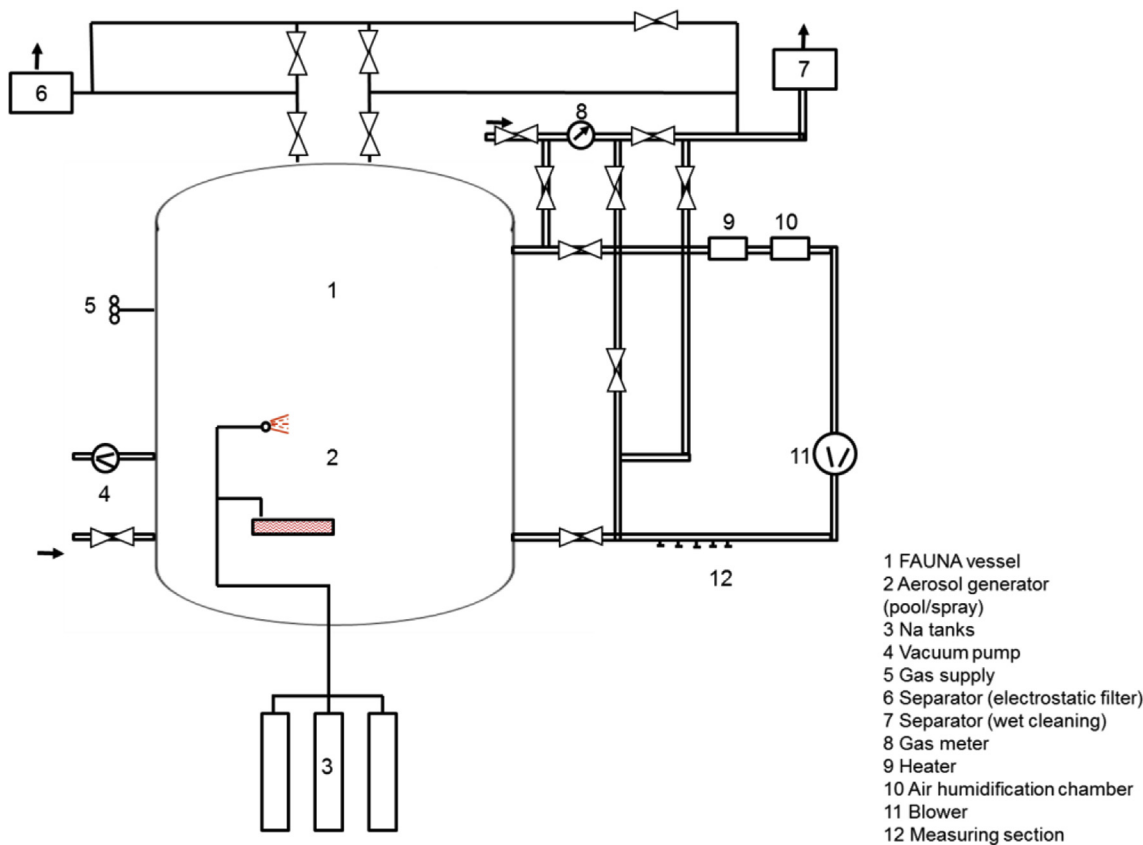 6
7
8
9
10
1
5
2
4
11
12
3
1 FAUNA vessel
2 Aerosol generator
(pool/spray)
3 Na tanks
4 Vacuum pump
5 Gas supply
6 Separator (electrostatic filter)
7 Separator (wet cleaning)
8 Gas meter
9 Heater
10 Air humidification chamber
11 Blower
12 Measuring section